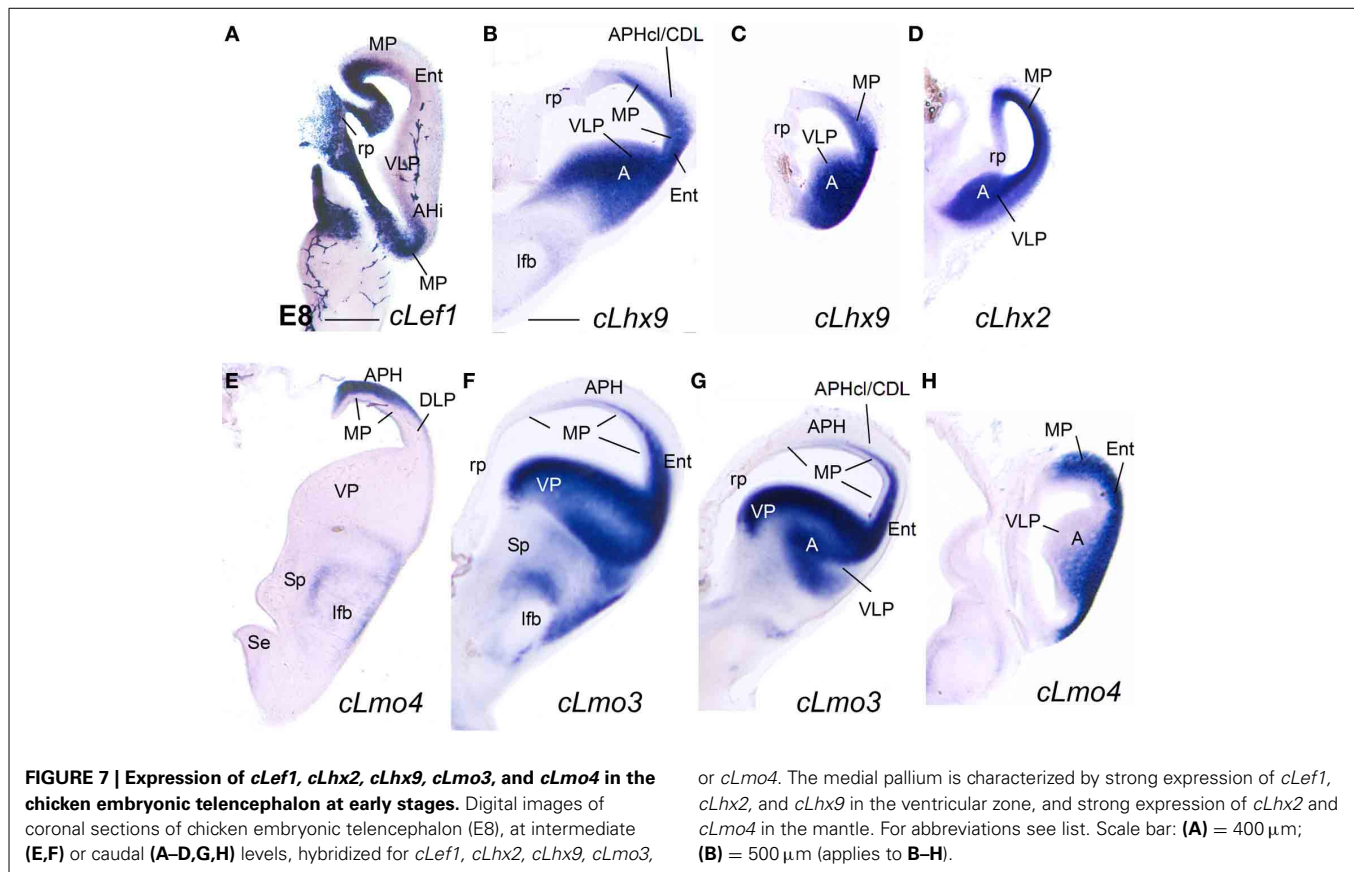 A
MP
Ent
rp
VLP
AHi
MP
E8
cLef1
B
APHcl/CDL
rp
MP
VLP
A
Ent
lfb
cLhx9
C
MP
rp
VLP
A
cLhx9
D
MP
rp
A
VLP
cLhx2
E
APH
DLP
MP
VP
Sp
lfb
Se
cLmo4
F
APH
MP
rp
Ent
VP
Sp
lfb
cLmo3
G
APHcl/CDL
APH
MP
rp
VP
Ent
A
VLP
cLmo3
H
MP
Ent
VLP
A
cLmo4
FIGURE 7 | Expression of cLef1, cLhx2, cLhx9, cLmo3, and cLmo4 in the
chicken embryonic telencephalon at early stages. Digital images of
coronal sections of chicken embryonic telencephalon (E8), at intermediate
(E,F) or caudal (A–D,G,H) levels, hybridized for cLef1, cLhx2, cLhx9, cLmo3,
or cLmo4. The medial pallium is characterized by strong expression of cLef1,
cLhx2, and cLhx9 in the ventricular zone, and strong expression of cLhx2 and
cLmo4 in the mantle. For abbreviations see list. Scale bar: (A) = 400 μm;
(B) = 500 μm (applies to B–H).